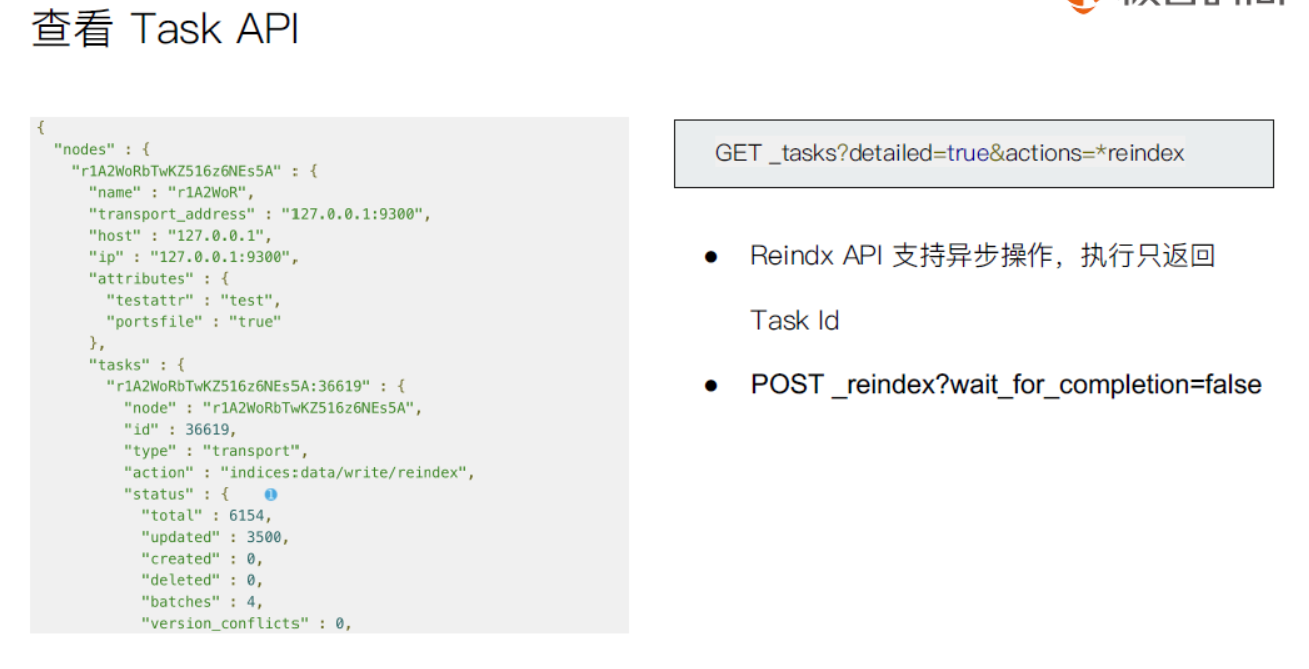 查看 Task API
{
"nodes" : {
"r1A2WoRbTwKZ516z6NEs5A" : {
"name" : "r1A2WoR",
"transport_address" : "127.0.0.1:9300",
"host" : "127.0.0.1",
"ip" : "127.0.0.1:9300",
"attributes" : {
"testattr" : "test",
"portsfile" : "true"
},
"tasks" : {
"r1A2WoRbTwKZ516z6NEs5A:36619" : {
"node" : "r1A2WoRbTwKZ516z6NEs5A",
"id" : 36619,
"type" : "transport",
"action" : "indices:data/write/reindex",
"status" : { 1
"total" : 6154,
"updated" : 3500,
"created" : 0,
"deleted" : 0,
"batches" : 4,
"version_conflicts" : 0,
GET _tasks?detailed=true&actions=*reindex
● Reindx API 支持异步操作，执行只返回
Task Id
● POST _reindex?wait_for_completion=false